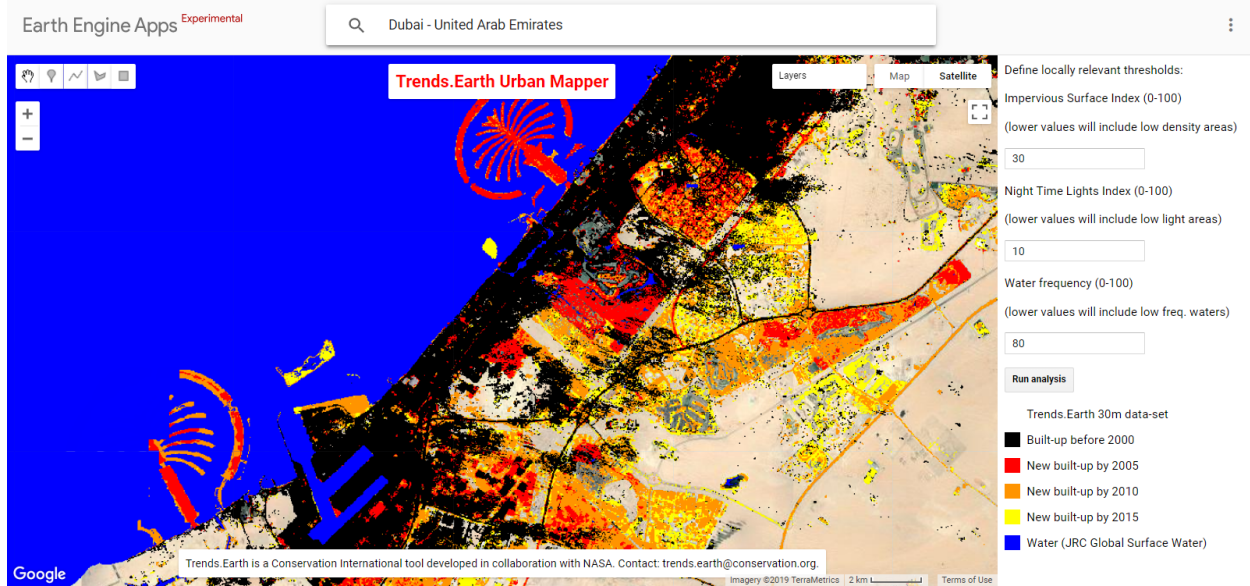 Earth Engine Apps Experimental
Dubai - United Arab Emirates
Trends.Earth Urban Mapper
Layers
Map
Satellite
+
−
Define locally relevant thresholds:
Impervious Surface Index (0-100)
(lower values will include low density areas)
30
Night Time Lights Index (0-100)
(lower values will include low light areas)
10
Water frequency (0-100)
(lower values will include low freq. waters)
80
Run analysis
Trends.Earth 30m data-set
Built-up before 2000
New built-up by 2005
New built-up by 2010
New built-up by 2015
Water (JRC Global Surface Water)
Trends.Earth is a Conservation International tool developed in collaboration with NASA. Contact: trends.earth@conservation.org.
Google
Imagery ©2019 TerraMetrics
2 km
Terms of Use